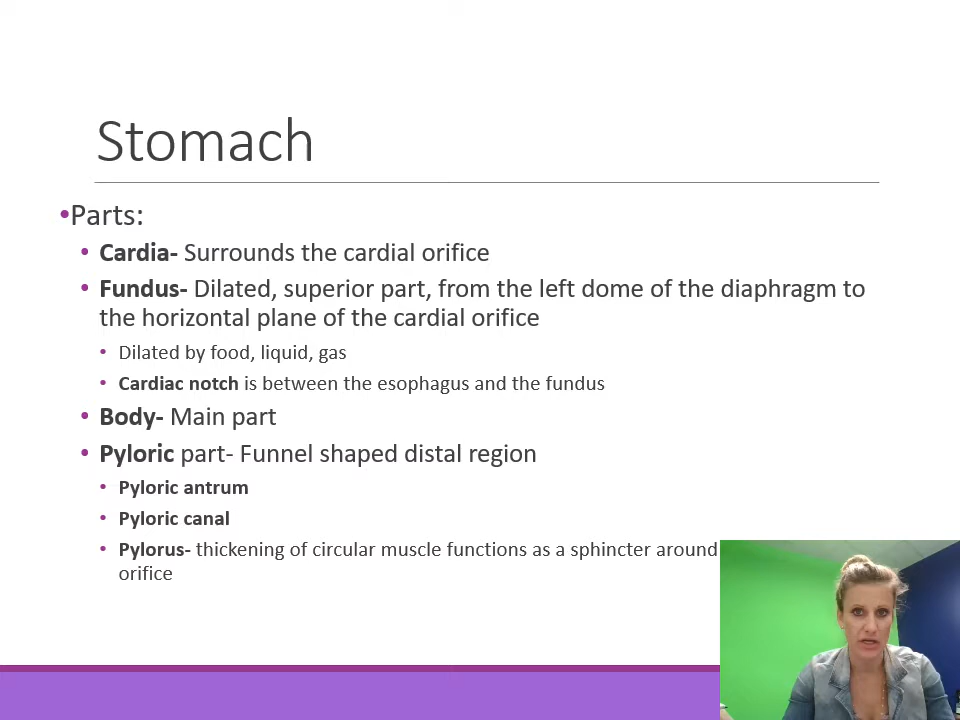 Stomach
•Parts:
• Cardia- Surrounds the cardial orifice
• Fundus- Dilated, superior part, from the left dome of the diaphragm to
the horizontal plane of the cardial orifice
• Dilated by food, liquid, gas
• Cardiac notch is between the esophagus and the fundus
• Body- Main part
• Pyloric part- Funnel shaped distal region
• Pyloric antrum
• Pyloric canal
• Pylorus- thickening of circular muscle functions as a sphincter around
orifice